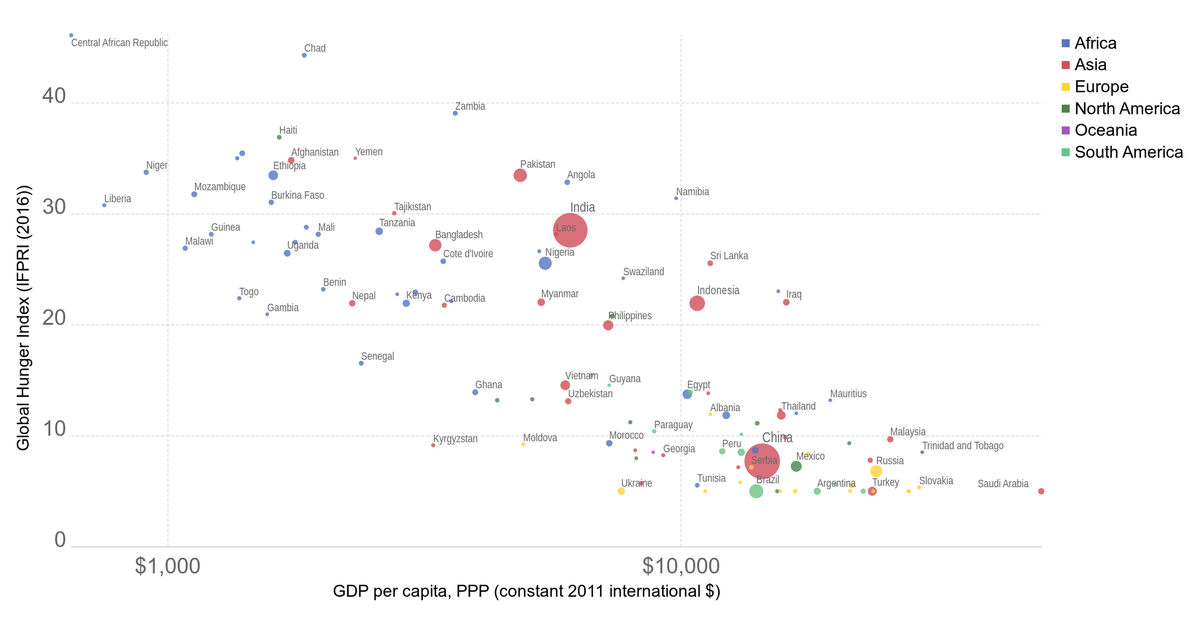 Central African Republic
Chad
Africa
Asia
Europe
North America
Oceania
South America
40
Zambia
Haiti
Afghanistan
Yemen
Niger
Ethiopia
Pakistan
Angola
Mozambique
Burkina Faso
Namibia
Liberia
30
Tajikistan
India
Guinea
Mali
Tanzania
Laos
Malawi
Uganda
Bangladesh
Cote d'Ivoire
Nigeria
Sri Lanka
Swaziland
Benin
Togo
Nepal
Kenya
Cambodia
Myanmar
Indonesia
Iraq
Gambia
Philippines
20
Senegal
Vietnam
Guyana
Ghana
Uzbekistan
Egypt
Mauritius
Albania
Thailand
10
Kyrgyzstan
Moldova
Morocco
Paraguay
Georgia
Peru
China
Malaysia
Trinidad and Tobago
Serbia
Mexico
Russia
Ukraine
Tunisia
Brazil
Argentina
Turkey
Slovakia
Saudi Arabia
0
$1,000
$10,000
GDP per capita, PPP (constant 2011 international $)
Global Hunger Index (IFPRI (2016))